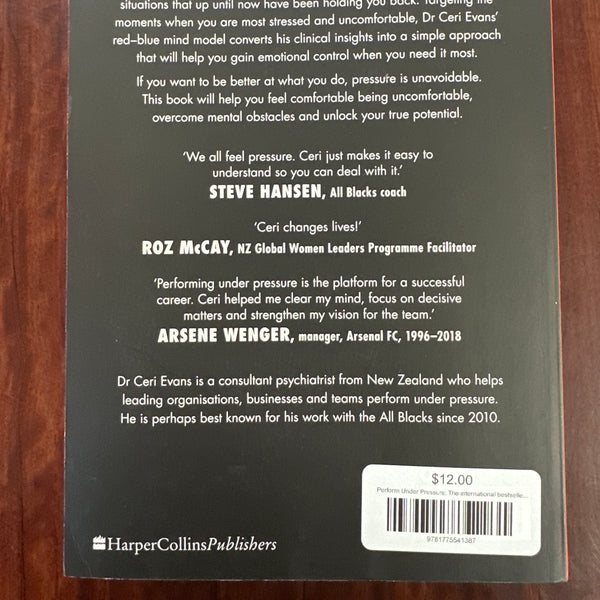 situations that up until now have been holding you back. Targeting the
moments when you are most stressed and uncomfortable, Dr Ceri Evans'
red–blue mind model converts his clinical insights into a simple approach
that will help you gain emotional control when you need it most.
If you want to be better at what you do, pressure is unavoidable.
This book will help you feel comfortable being uncomfortable,
overcome mental obstacles and unlock your true potential.
'We all feel pressure. Ceri just makes it easy to
understand so you can deal with it.'
STEVE HANSEN, All Blacks coach
'Ceri changes lives!'
ROZ McCAY, NZ Global Women Leaders Programme Facilitator
'Performing under pressure is the platform for a successful
career. Ceri helped me clear my mind, focus on decisive
matters and strengthen my vision for the team.'
ARSENE WENGER, manager, Arsenal FC, 1996–2018
Dr Ceri Evans is a consultant psychiatrist from New Zealand who helps
leading organisations, businesses and teams perform under pressure.
He is perhaps best known for his work with the All Blacks since 2010.
$12.00
Perform Under Pressure: The international bestselle...
9781775541387
HarperCollinsPublishers